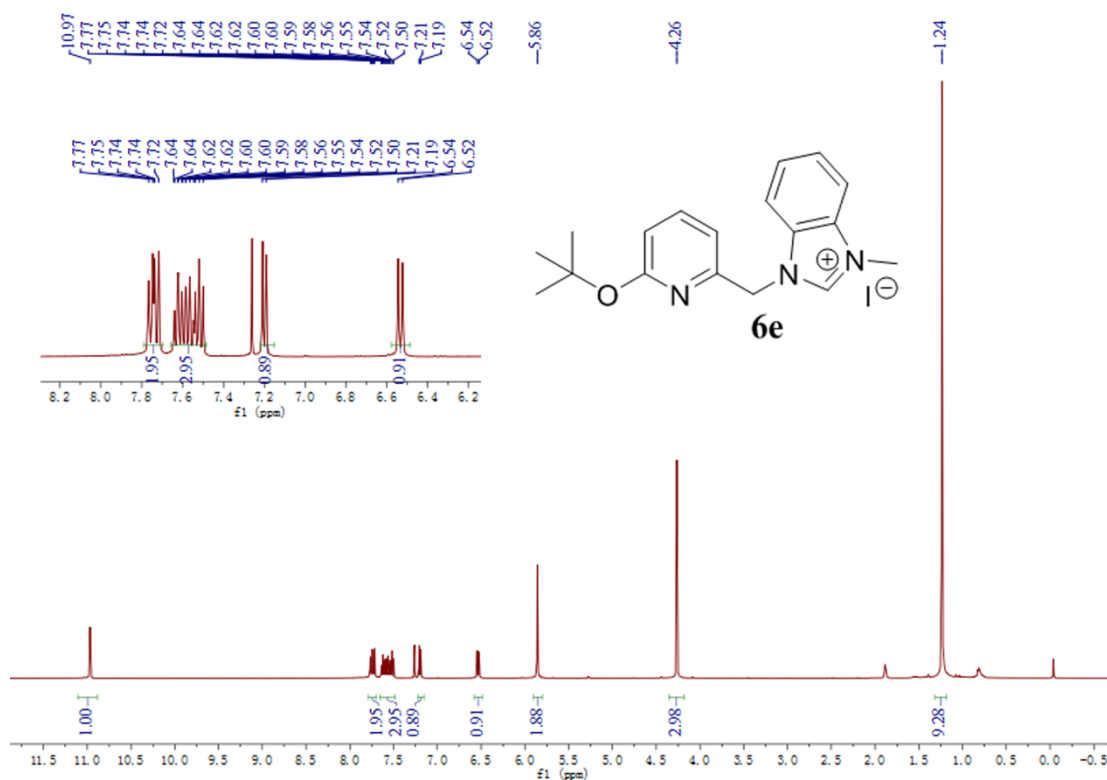 10.97 7.77 7.75 7.74 7.74 7.72 7.64 7.64 7.62 7.62 7.60 7.60 7.59 7.58 7.56 7.55 7.54 7.52 7.50 7.21 7.19 6.54 6.52 5.86 4.26 1.24
7.77 7.75 7.74 7.74 7.72 7.64 7.64 7.62 7.62 7.60 7.60 7.59 7.58 7.56 7.55 7.54 7.52 7.50 7.21 7.19 6.54 6.52
O N N + N I −
6e
1.95 2.95 0.89 0.91
8.2 8.0 7.8 7.6 7.4 7.2 7.0 6.8 6.6 6.4 6.2
f1 (ppm)
1.00 1.95 2.95 0.89 0.91 1.88 2.98 9.28
11.5 11.0 10.5 10.0 9.5 9.0 8.5 8.0 7.5 7.0 6.5 6.0 5.5 5.0 4.5 4.0 3.5 3.0 2.5 2.0 1.5 1.0 0.5 0.0 -0.5
f1 (ppm)